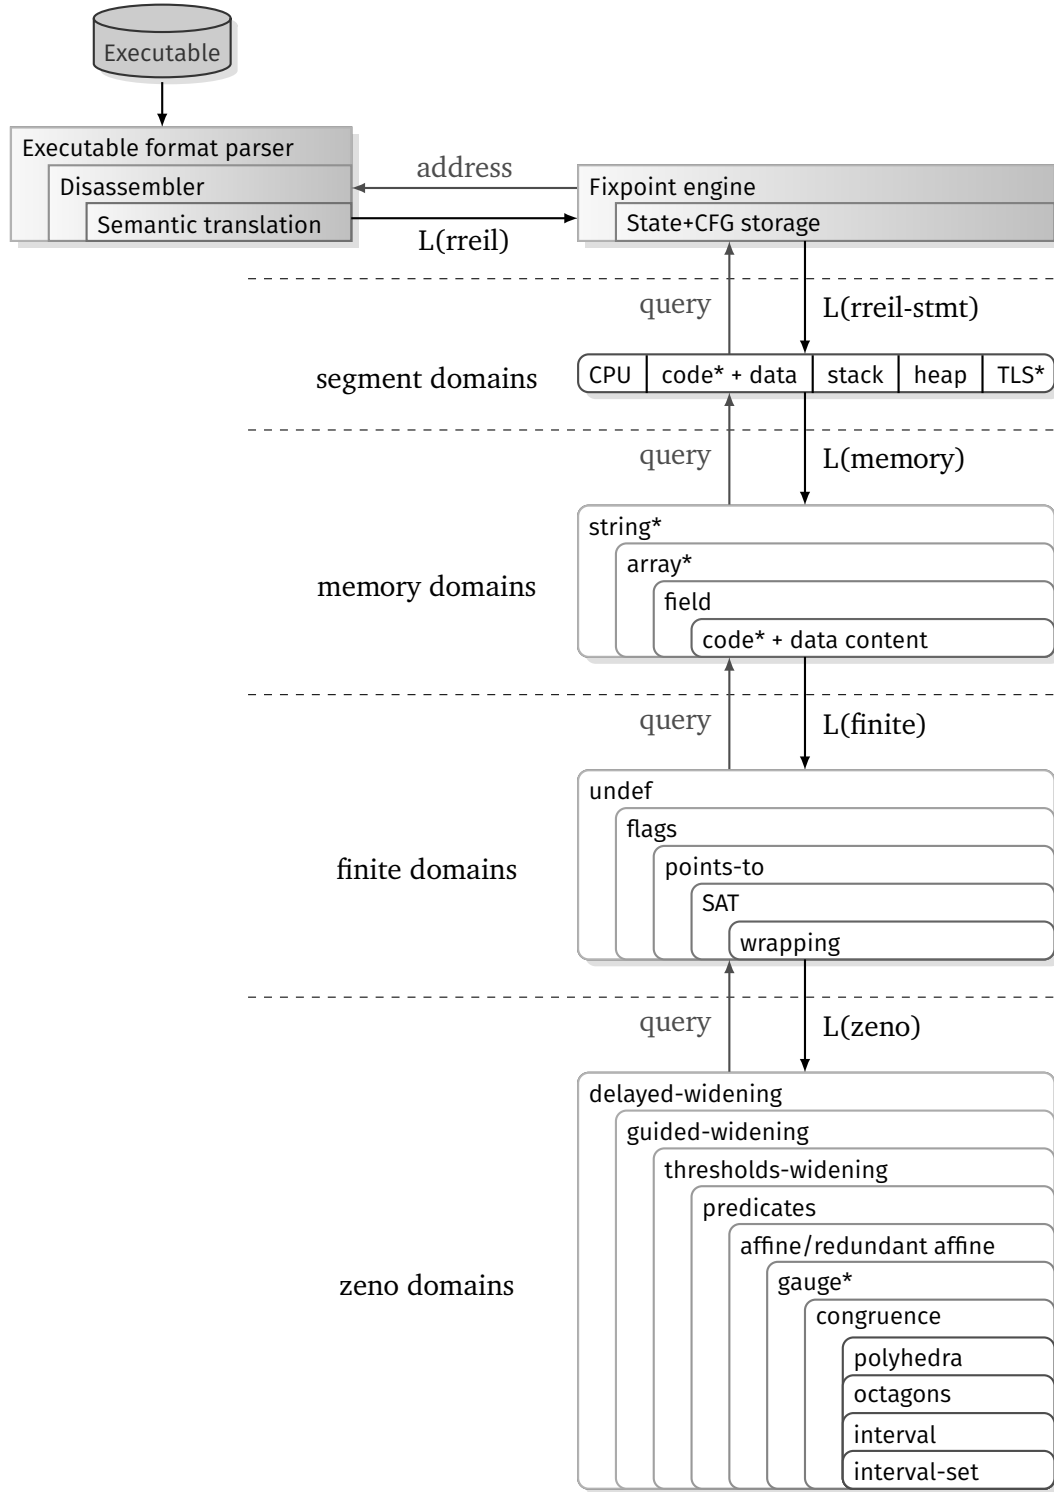 Executable
Executable format parser
Disassembler
Semantic translation
address
L(rreil)
Fixpoint engine
State+CFG storage
query
L(rreil-stmt)
segment domains
CPU
code* + data
stack
heap
TLS*
query
L(memory)
memory domains
string*
array*
field
code* + data content
query
L(finite)
finite domains
undef
flags
points-to
SAT
wrapping
query
L(zeno)
zeno domains
delayed-widening
guided-widening
thresholds-widening
predicates
affine/redundant affine
gauge*
congruence
polyhedra
octagons
interval
interval-set